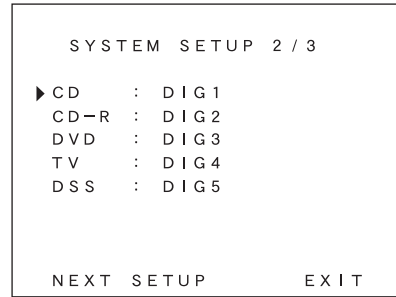 SYSTEM SETUP 2/3
CD : DIG1
CD-R : DIG2
DVD : DIG3
TV : DIG4
DSS : DIG5
NEXT SETUP EXIT